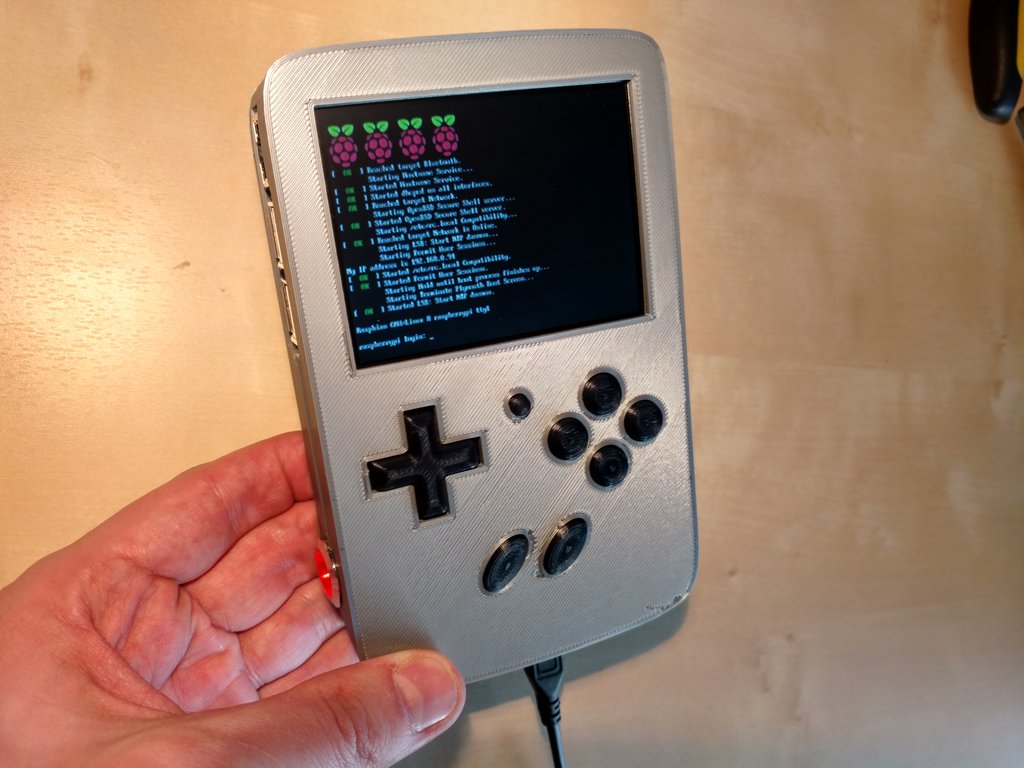 [ OK ] Reached target Bluetooth.
Starting Hostname Service...
[ OK ] Started Hostname Service.
[ OK ] Started dhcpcd on all interfaces.
[ OK ] Reached target Network.
Starting OpenBSD Secure Shell server...
[ OK ] Started OpenBSD Secure Shell server.
Starting /etc/rc.local Compatibility...
[ OK ] Reached target Network is Online.
Starting LSB: Start NTP daemon...
Starting Permit User Sessions...
My IP address is 192.168.0.94
[ OK ] Started /etc/rc.local Compatibility.
[ OK ] Started Permit User Sessions.
Starting Hold until boot process finishes up...
Starting Terminate Plymouth Boot Screen...
[ OK ] Started LSB: Start NTP daemon.
Raspbian GNU/Linux 8 raspberrypi tty1
raspberrypi login: _